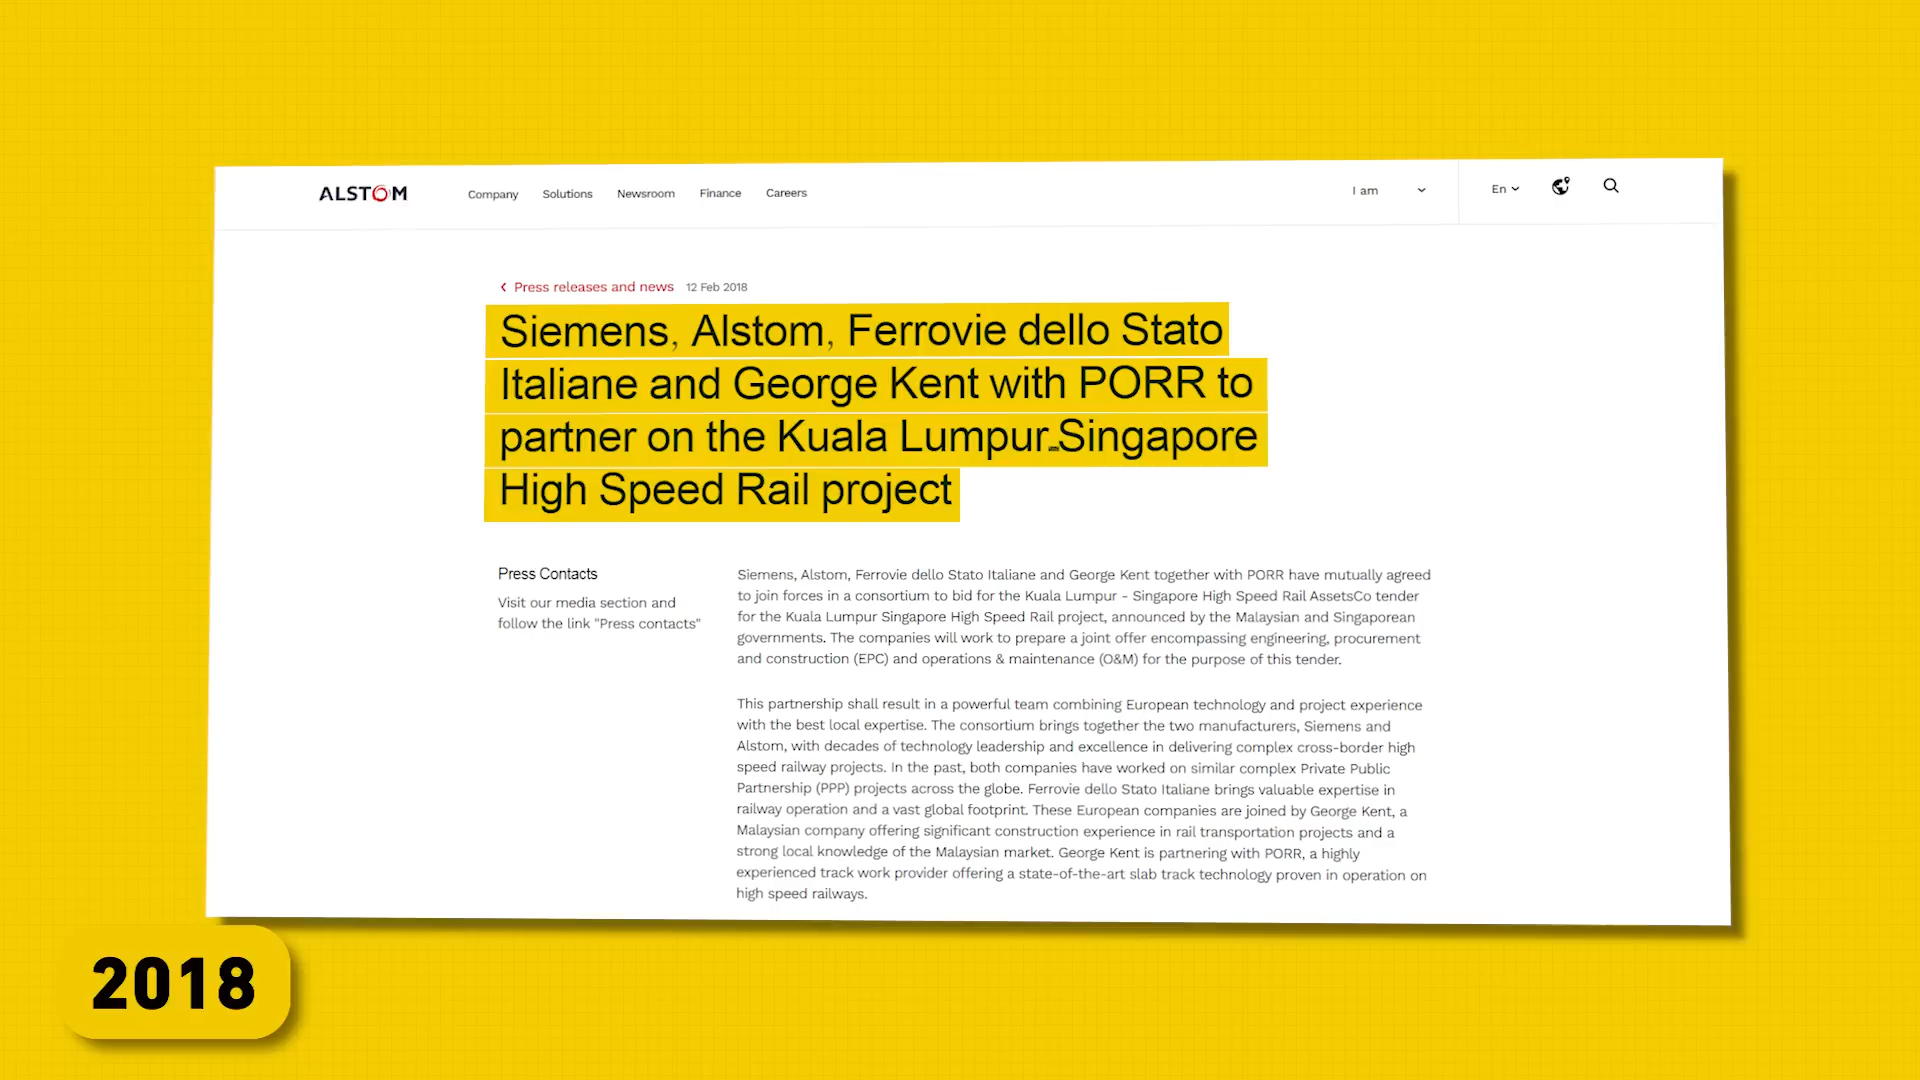 ALSTOM
Company Solutions Newsroom Finance Careers
I am
En
Press releases and news 12 Feb 2018
Siemens, Alstom, Ferrovie dello Stato
Italiane and George Kent with PORR to
partner on the Kuala Lumpur–Singapore
High Speed Rail project
Press Contacts
Visit our media section and
follow the link "Press contacts"
Siemens, Alstom, Ferrovie dello Stato Italiane and George Kent together with PORR have mutually agreed
to join forces in a consortium to bid for the Kuala Lumpur - Singapore High Speed Rail AssetsCo tender
for the Kuala Lumpur Singapore High Speed Rail project, announced by the Malaysian and Singaporean
governments. The companies will work to prepare a joint offer encompassing engineering, procurement
and construction (EPC) and operations & maintenance (O&M) for the purpose of this tender.
This partnership shall result in a powerful team combining European technology and project experience
with the best local expertise. The consortium brings together the two manufacturers, Siemens and
Alstom, with decades of technology leadership and excellence in delivering complex cross-border high
speed railway projects. In the past, both companies have worked on similar complex Private Public
Partnership (PPP) projects across the globe. Ferrovie dello Stato Italiane brings valuable expertise in
railway operation and a vast global footprint. These European companies are joined by George Kent, a
Malaysian company offering significant construction experience in rail transportation projects and a
strong local knowledge of the Malaysian market. George Kent is partnering with PORR, a highly
experienced track work provider offering a state-of-the-art slab track technology proven in operation on
high speed railways.
2018